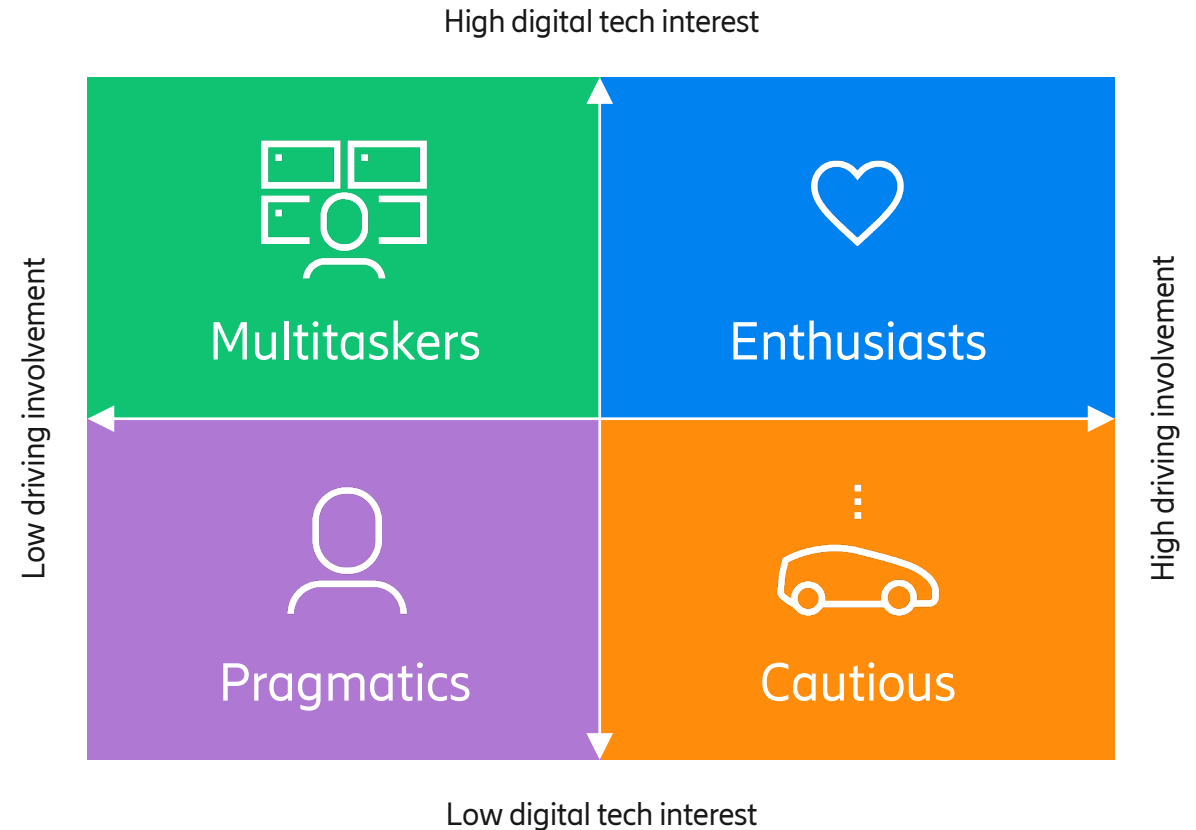 High digital tech interest
Low driving involvement
Multitaskers
Enthusiasts
High driving involvement
Pragmatics
Cautious
Low digital tech interest